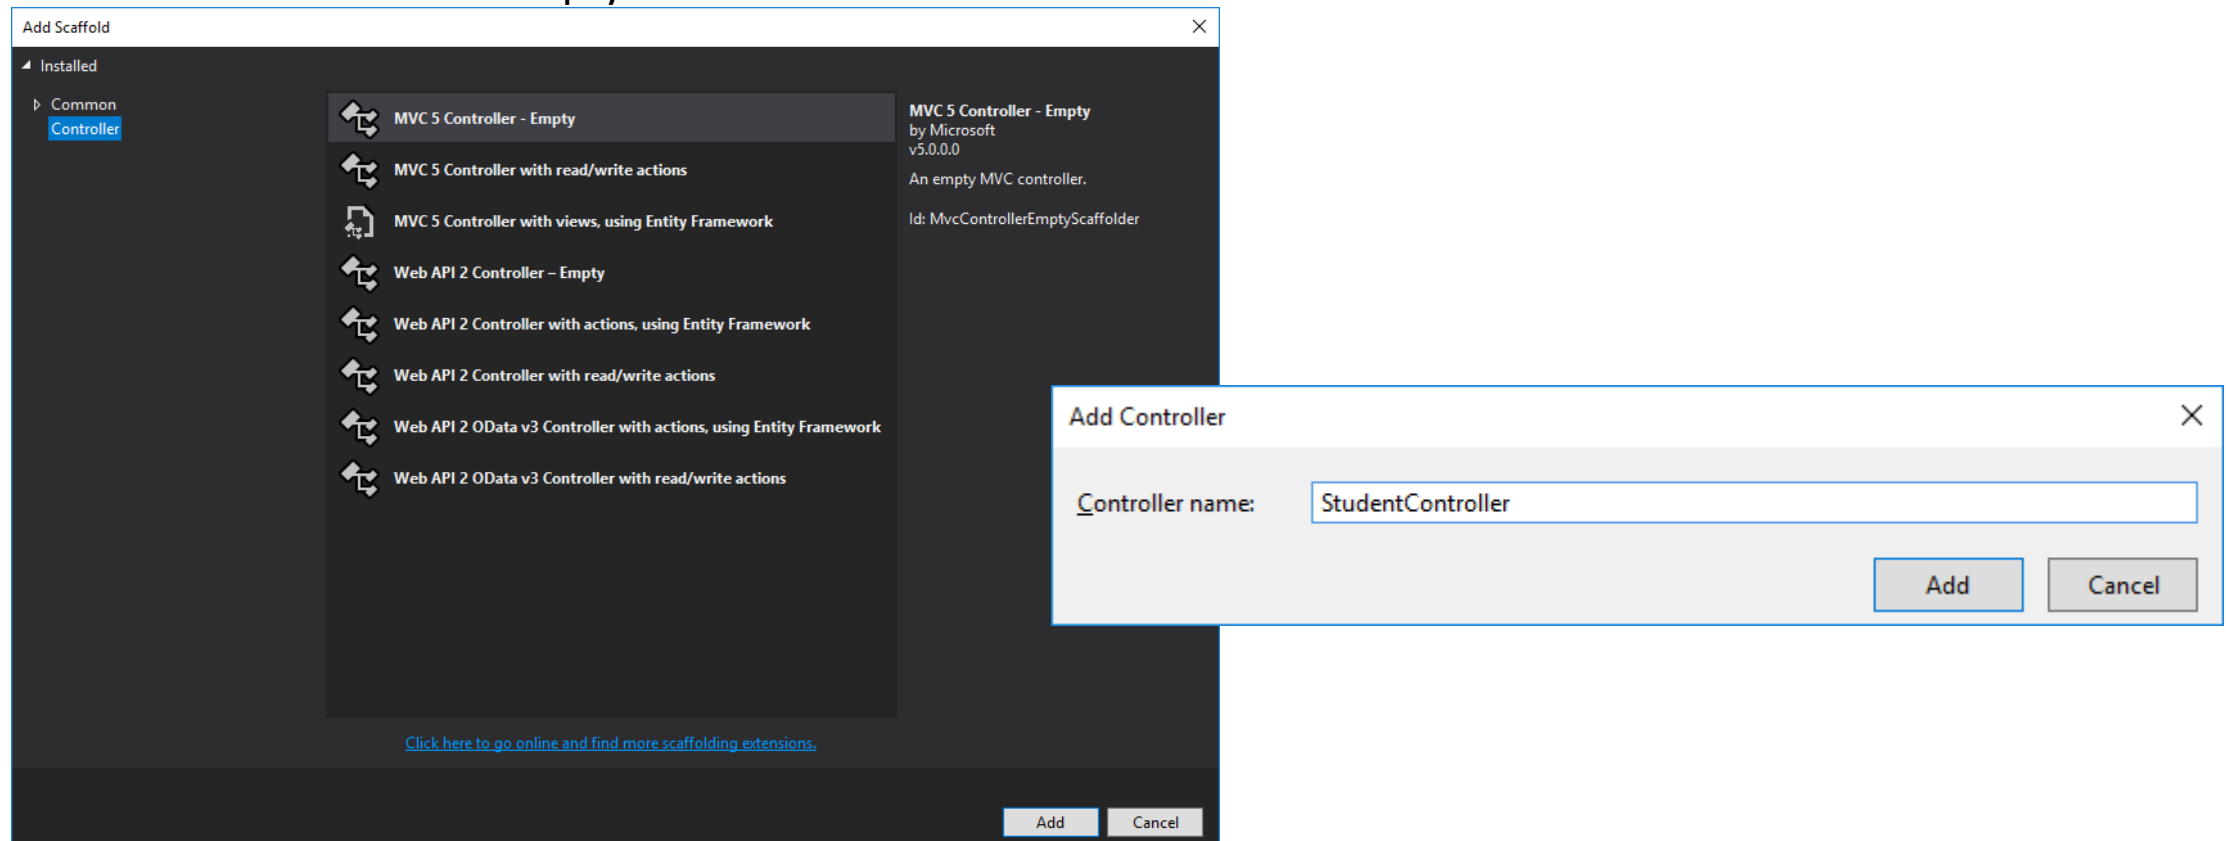 Add Scaffold
Installed
Common
Controller
MVC 5 Controller - Empty
MVC 5 Controller with read/write actions
MVC 5 Controller with views, using Entity Framework
Web API 2 Controller – Empty
Web API 2 Controller with actions, using Entity Framework
Web API 2 Controller with read/write actions
Web API 2 OData v3 Controller with actions, using Entity Framework
Web API 2 OData v3 Controller with read/write actions
Click here to go online and find more scaffolding extensions.
MVC 5 Controller - Empty
by Microsoft
v5.0.0.0
An empty MVC controller.
Id: MvcControllerEmptyScaffolder
Add Cancel
Add Controller
Controller name: StudentController
Add Cancel